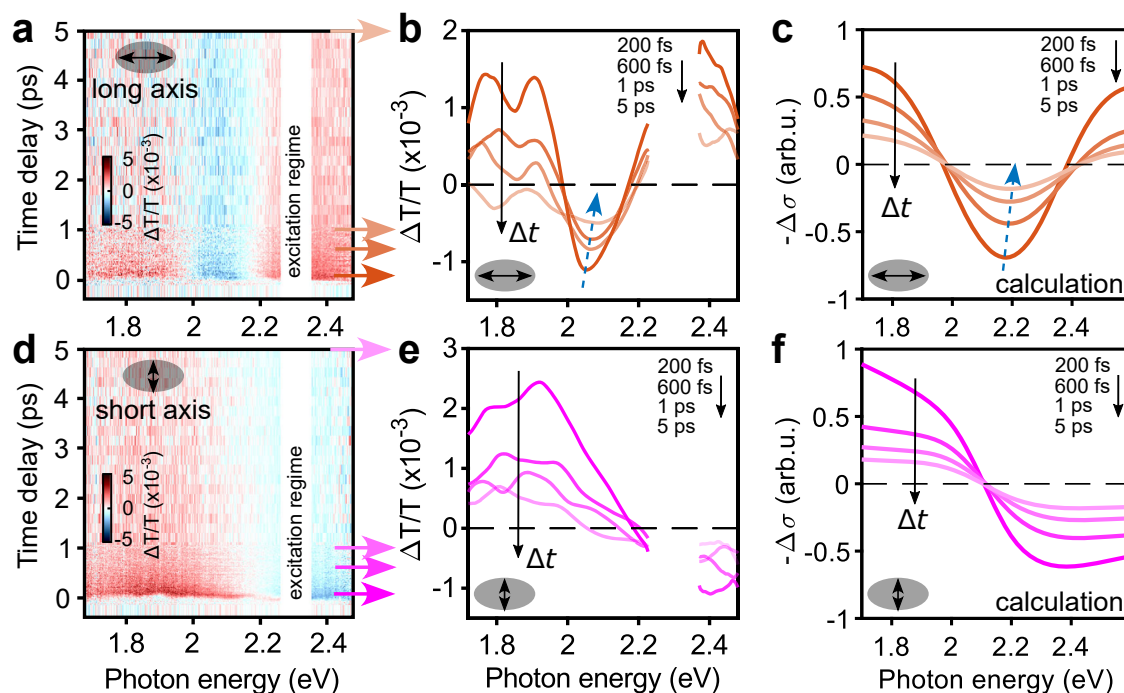 a
Time delay (ps)
5
4
3
2
1
0
long axis
5
0
-5
ΔT/T (x10⁻³)
excitation regime
1.8
2
2.2
2.4
b
ΔT/T (x10⁻³)
2
1
0
-1
200 fs
600 fs
1 ps
5 ps
Δt
1.8
2
2.2
2.4
c
-Δσ (arb.u.)
1
0.5
0
-0.5
-1
200 fs
600 fs
1 ps
5 ps
Δt
calculation
1.8
2
2.2
2.4
d
Time delay (ps)
5
4
3
2
1
0
short axis
5
0
-5
ΔT/T (x10⁻³)
excitation regime
1.8
2
2.2
2.4
Photon energy (eV)
e
ΔT/T (x10⁻³)
3
2
1
0
-1
200 fs
600 fs
1 ps
5 ps
Δt
1.8
2
2.2
2.4
Photon energy (eV)
f
-Δσ (arb.u.)
1
0.5
0
-0.5
-1
200 fs
600 fs
1 ps
5 ps
Δt
calculation
1.8
2
2.2
2.4
Photon energy (eV)